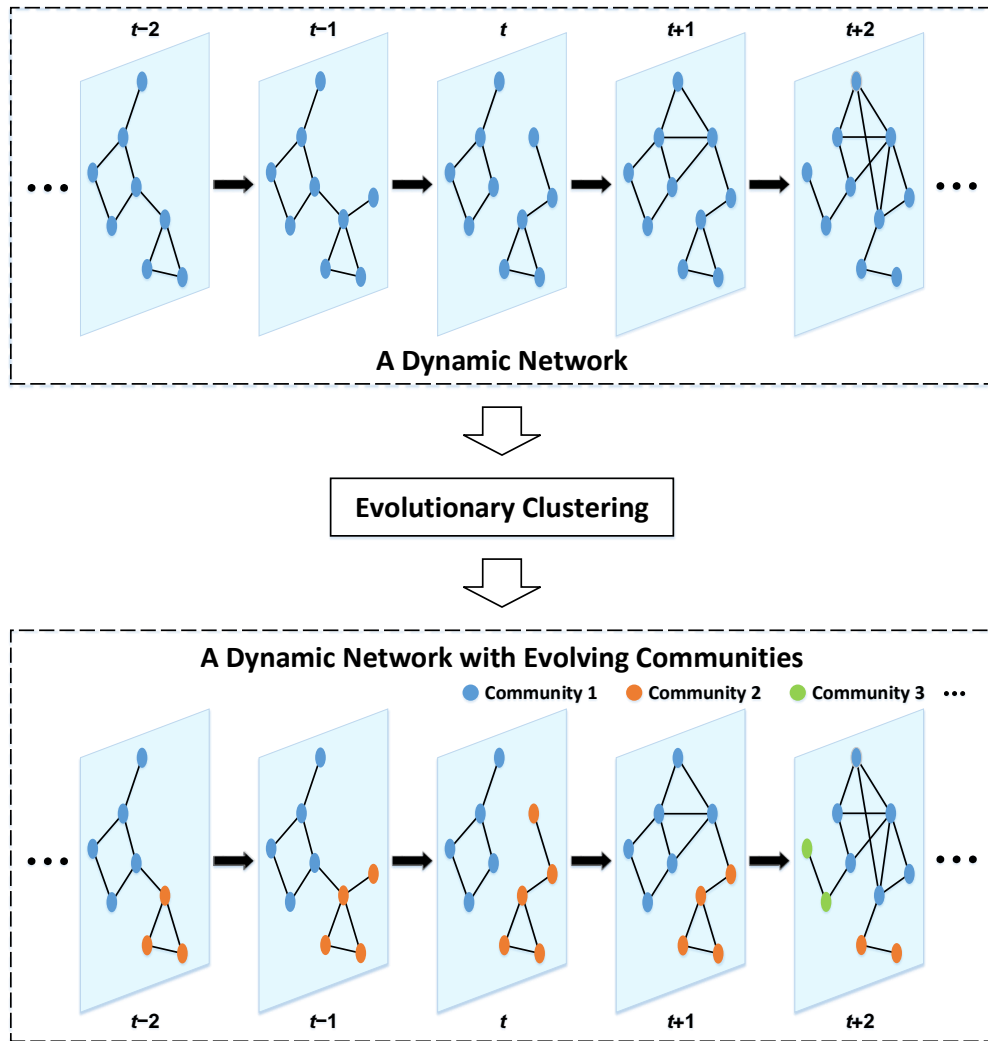 t−2 t−1 t t+1 t+2
A Dynamic Network
Evolutionary Clustering
A Dynamic Network with Evolving Communities
Community 1 Community 2 Community 3 •••
t−2 t−1 t t+1 t+2